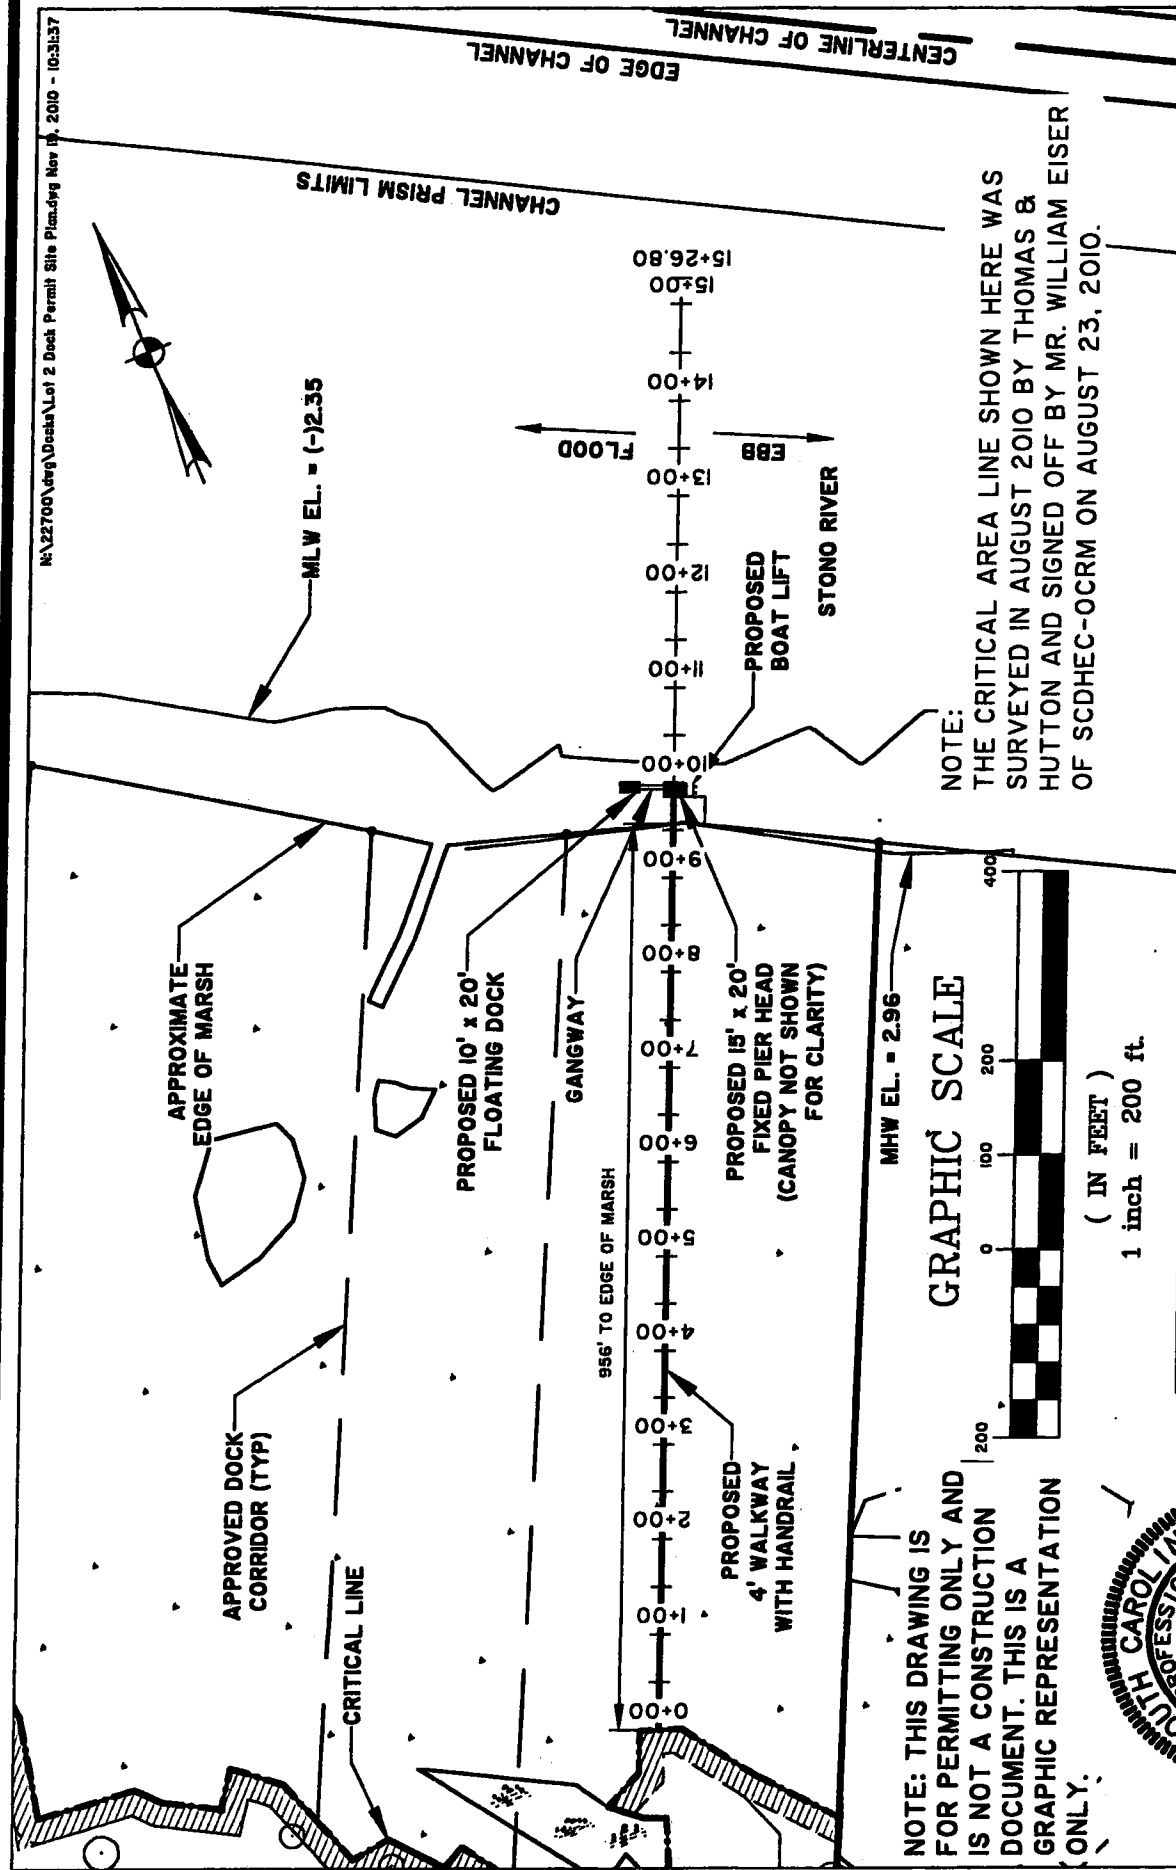 N:\22700\dwg\Docks\Lot 2 Dock Permit Site Plan.dwg Nov 2010 - 10:31:37
CENTERLINE OF CHANNEL
EDGE OF CHANNEL
CHANNEL PRISM LIMITS
MLW EL. = (-)2.35
APPROXIMATE
EDGE OF MARSH
APPROVED DOCK
CORRIDOR (TYP)
CRITICAL LINE
PROPOSED 10' x 20'
FLOATING DOCK
GANGWAY
956' TO EDGE OF MARSH
0+00
1+00
2+00
3+00
4+00
5+00
6+00
7+00
8+00
9+00
10+00
11+00
12+00
13+00
14+00
15+00
15+26.80
FLOOD
EBB
STONO RIVER
PROPOSED
BOAT LIFT
PROPOSED 15' x 20'
FIXED PIER HEAD
(CANOPY NOT SHOWN
FOR CLARITY)
PROPOSED
4' WALKWAY
WITH HANDRAIL
MHW EL. = 2.96
NOTE:
THE CRITICAL AREA LINE SHOWN HERE WAS
SURVEYED IN AUGUST 2010 BY THOMAS &
HUTTON AND SIGNED OFF BY MR. WILLIAM EISER
OF SCDHEC-OCRM ON AUGUST 23, 2010.
GRAPHIC SCALE
200 0 100 200 400
( IN FEET )
1 inch = 200 ft.
NOTE: THIS DRAWING IS
FOR PERMITTING ONLY AND
IS NOT A CONSTRUCTION
DOCUMENT. THIS IS A
GRAPHIC REPRESENTATION
ONLY.